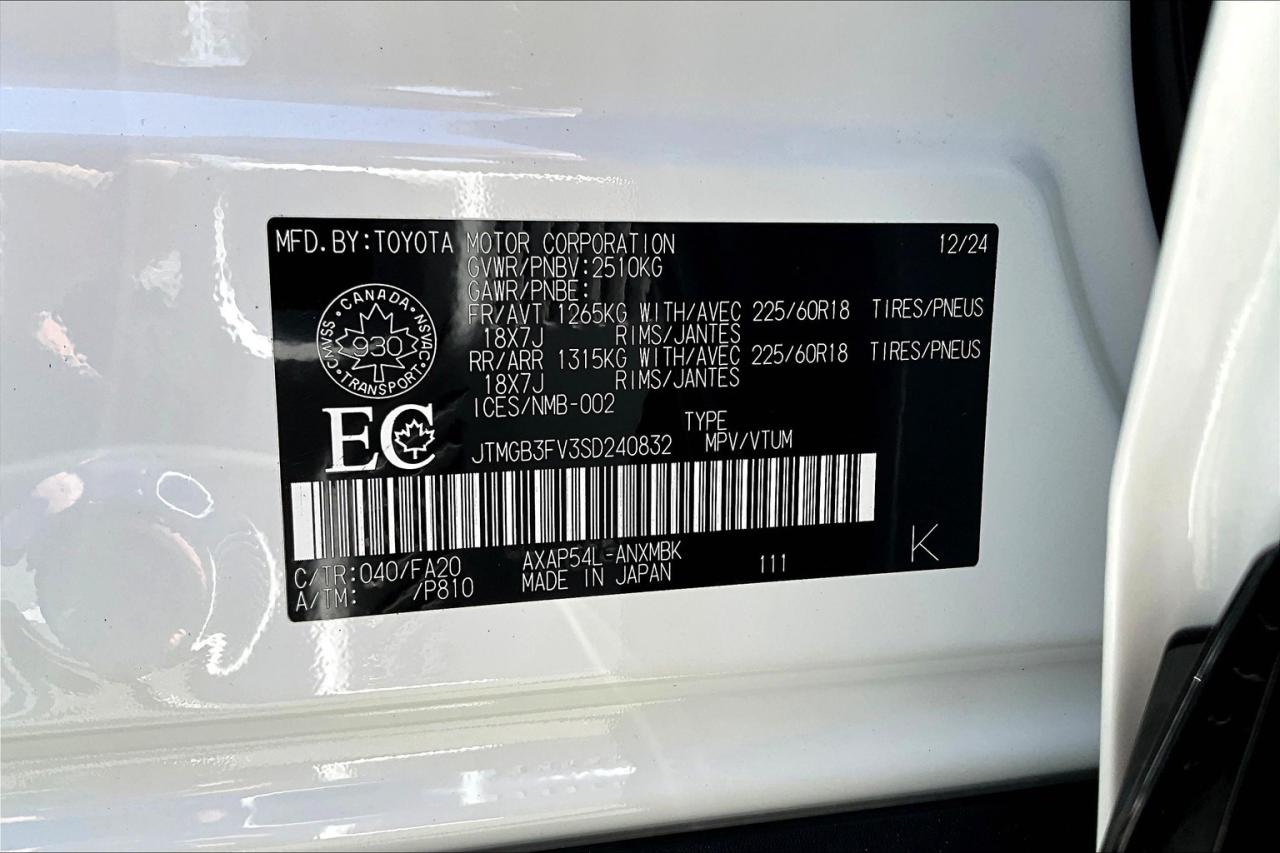 MFD. BY: TOYOTA MOTOR CORPORATION 12/24
GVWR/PNBV: 2510KG
GAWR/PNBE:
FR/AVT 1265KG WITH/AVEC 225/60R18 TIRES/PNEUS
18X7J RIMS/JANTES
RR/ARR 1315KG WITH/AVEC 225/60R18 TIRES/PNEUS
18X7J RIMS/JANTES
ICES/NMB-002
CANADA
CMVSS 930 NSVAC
TRANSPORT
EC
TYPE
JTMGB3FV3SD240832 MPV/VTUM
C/TR: 040/FA20 AXAP54L-ANXMBK 111 K
A/TM: /P810 MADE IN JAPAN